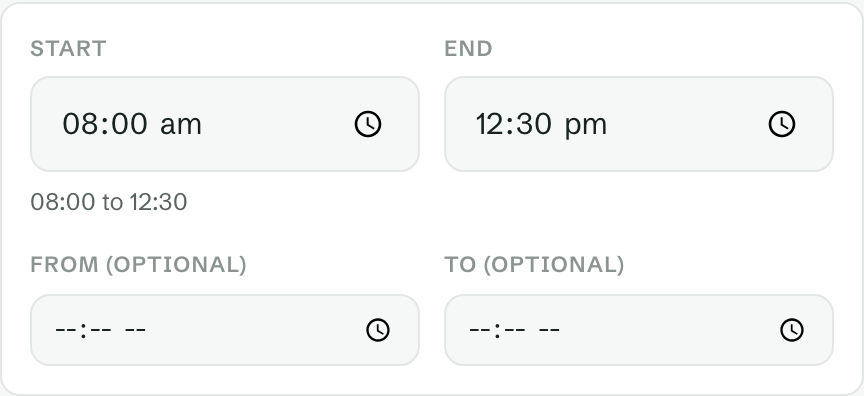 START END
08:00 am 12:30 pm
08:00 to 12:30
FROM (OPTIONAL) TO (OPTIONAL)
--:-- -- --:-- --